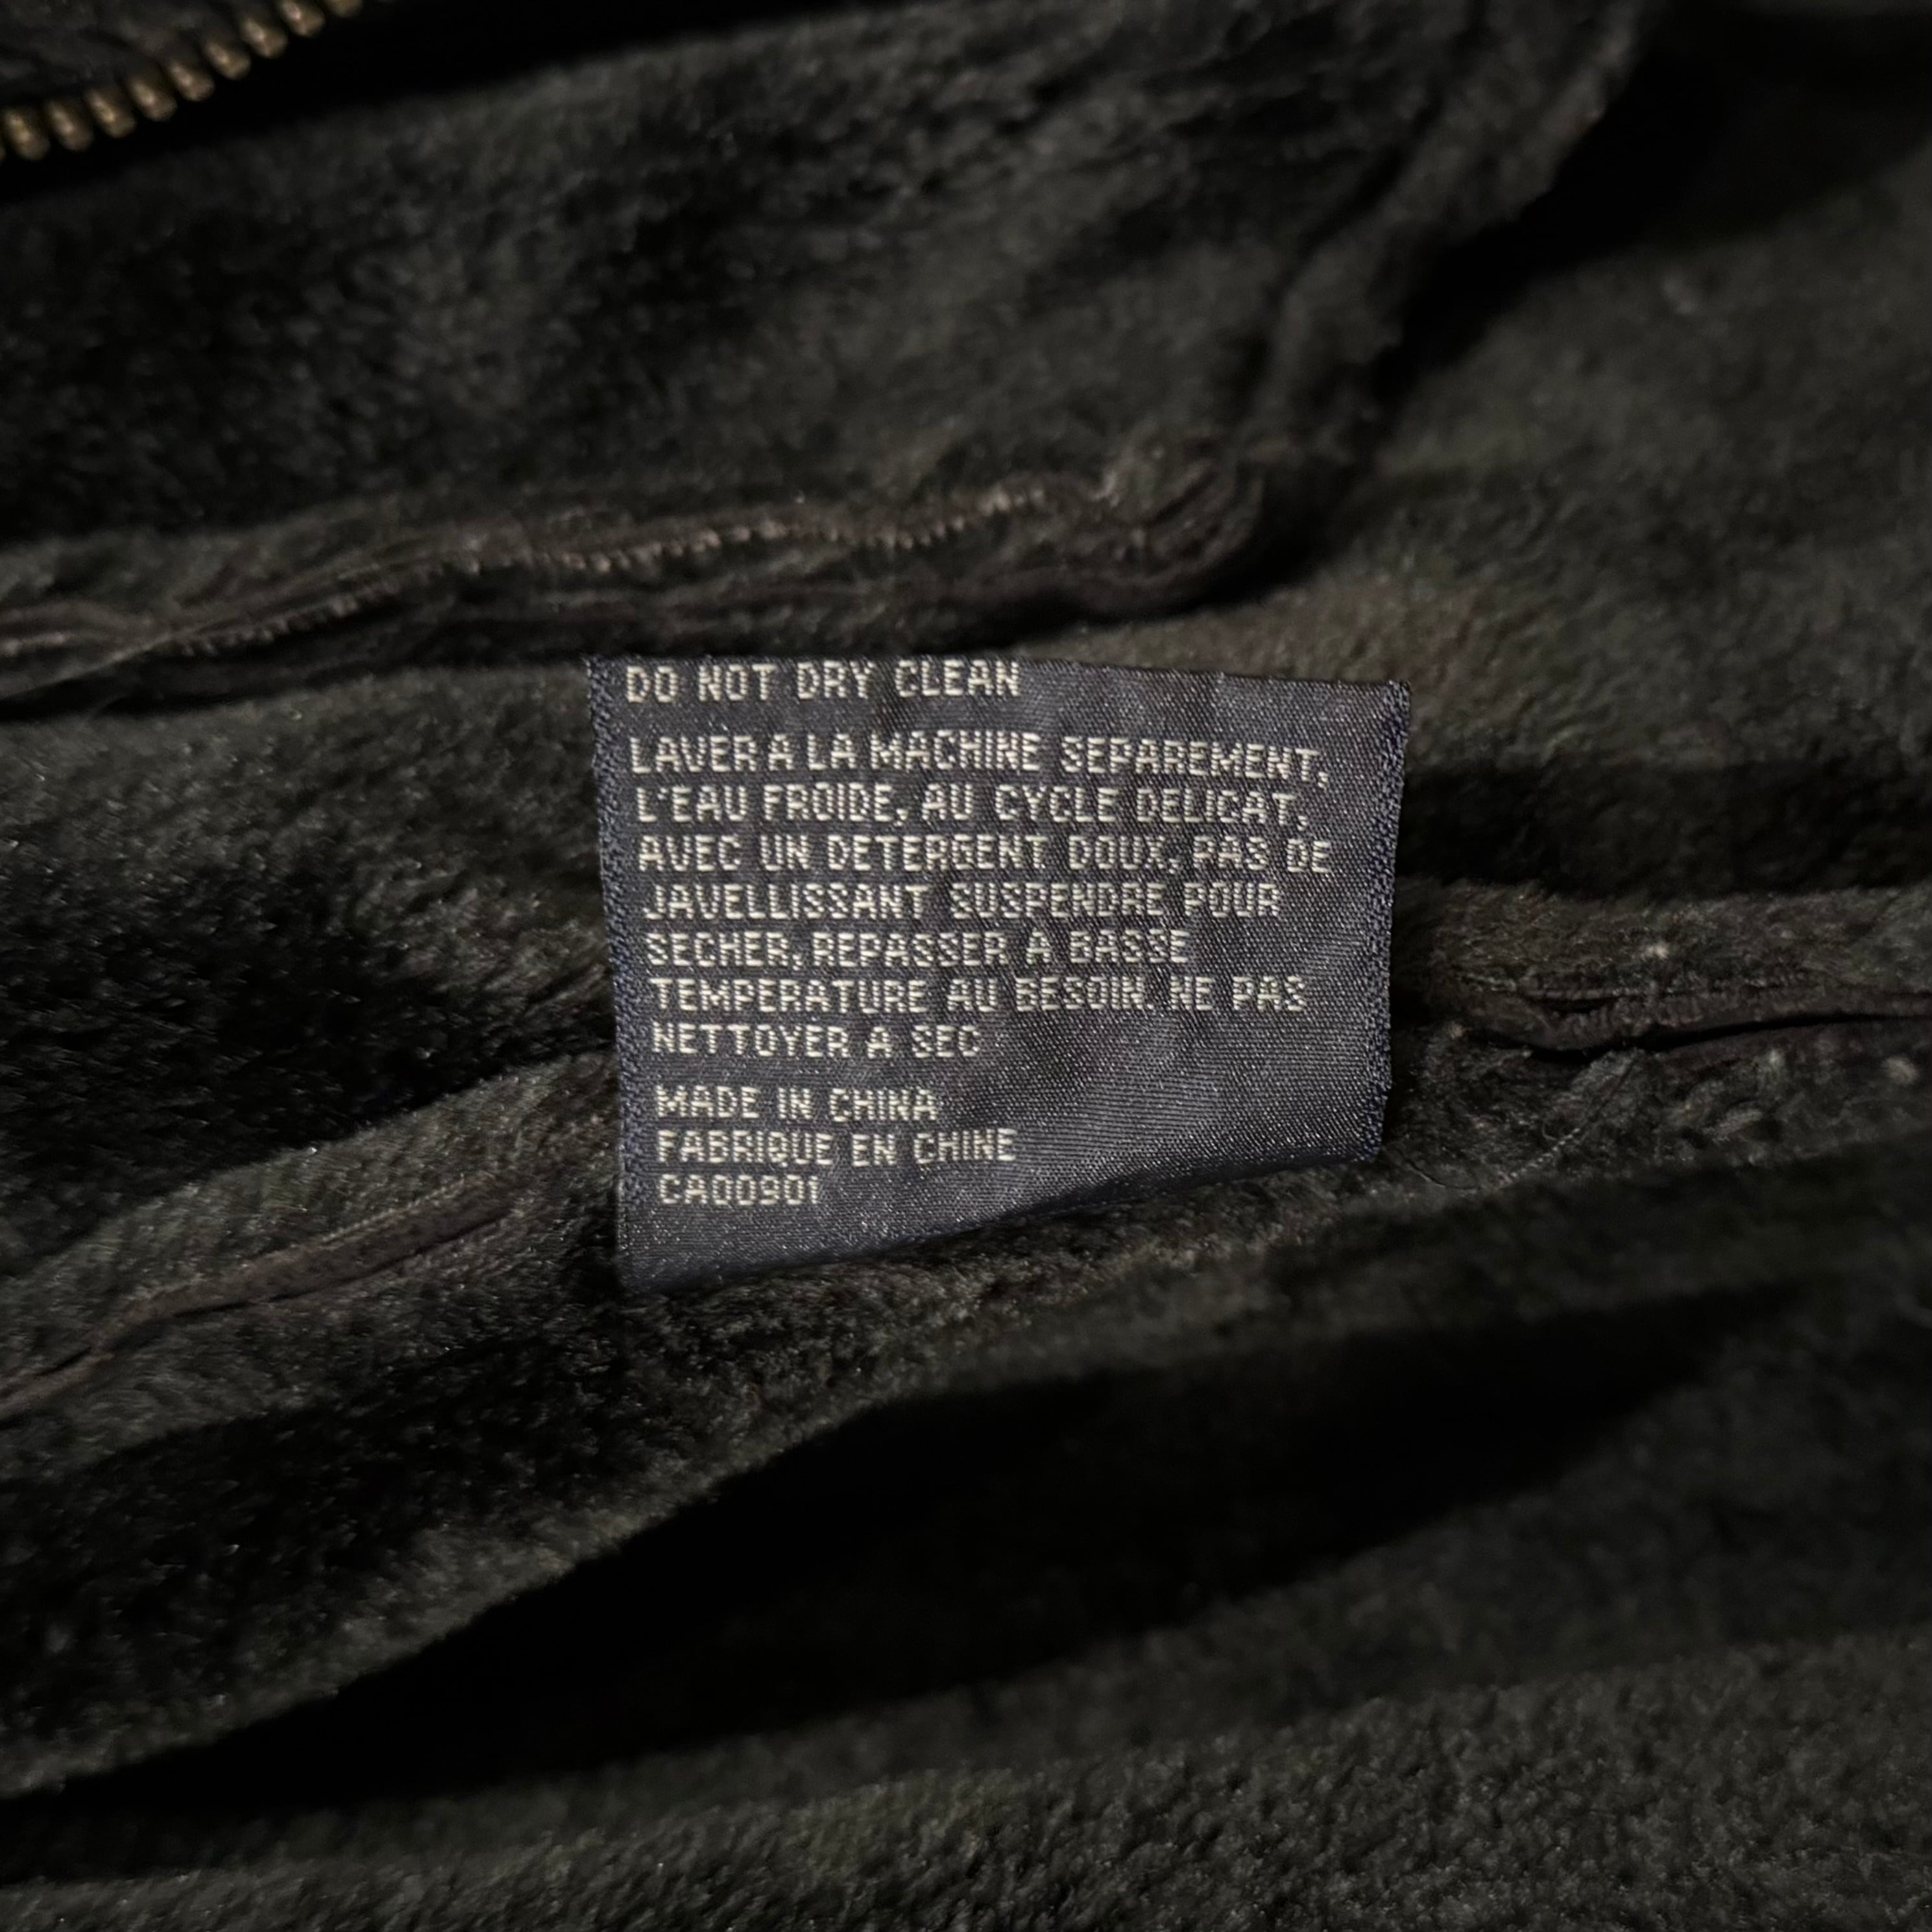 DO NOT DRY CLEAN
LAVER A LA MACHINE SEPAREMENT,
L'EAU FROIDE, AU CYCLE DELICAT,
AVEC UN DETERGENT DOUX, PAS DE
JAVELLISSANT SUSPENDRE POUR
SECHER, REPASSER A BASSE
TEMPERATURE AU BESOIN. NE PAS
NETTOYER A SEC
MADE IN CHINA
FABRIQUE EN CHINE
CA00901